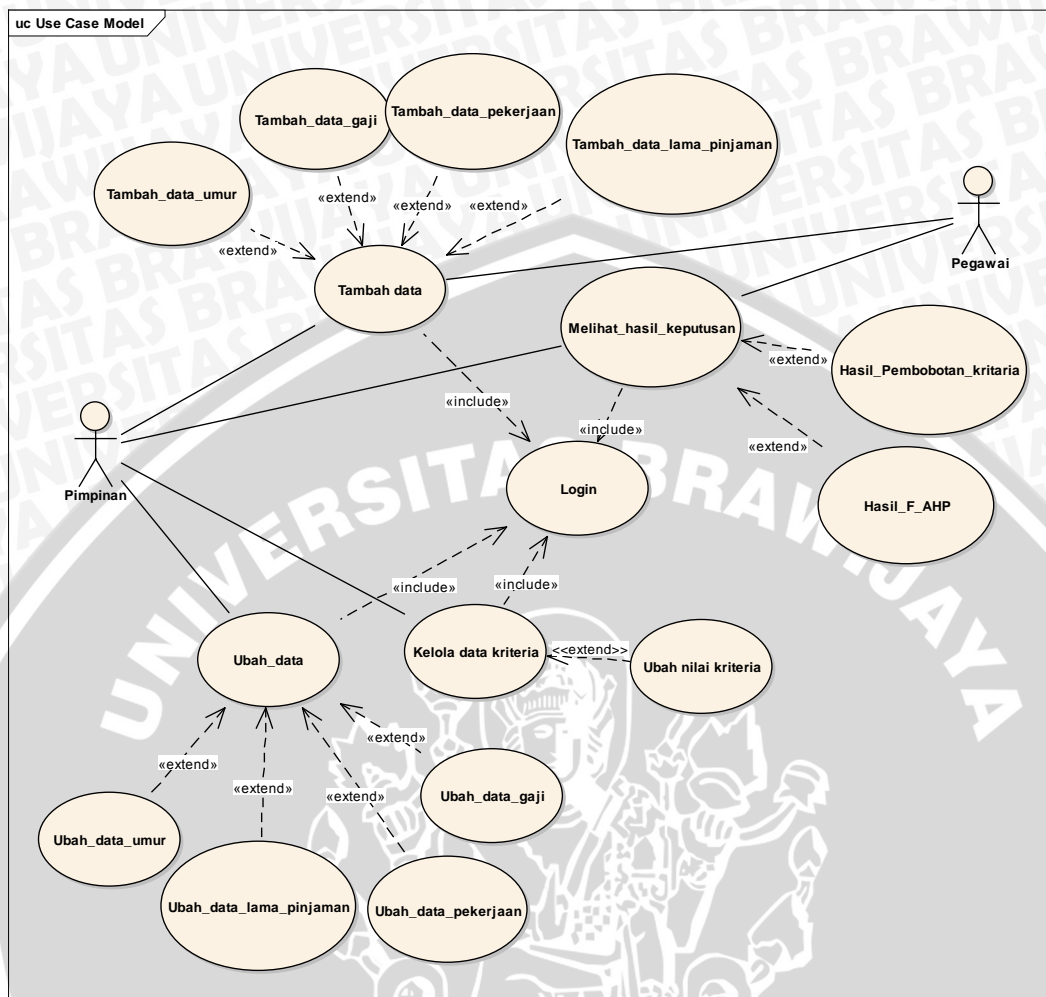 uc Use Case Model
Tambah_data_gaji
Tambah_data_pekerjaan
Tambah_data_lama_pinjaman
Tambah_data_umur
«extend»
«extend»
«extend»
«extend»
Pegawai
Tambah data
Melihat_hasil_keputusan
«extend»
Hasil_Pembobotan_kritaria
«include»
«include»
«extend»
Pimpinan
Login
Hasil_F_AHP
UNIVERSITAS BRAWIJAYA
«include»
«include»
Ubah_data
Kelola data kriteria
<<extend>>
Ubah nilai kriteria
«extend»
«extend»
«extend»
«extend»
Ubah_data_gaji
Ubah_data_umur
Ubah_data_lama_pinjaman
Ubah_data_pekerjaan